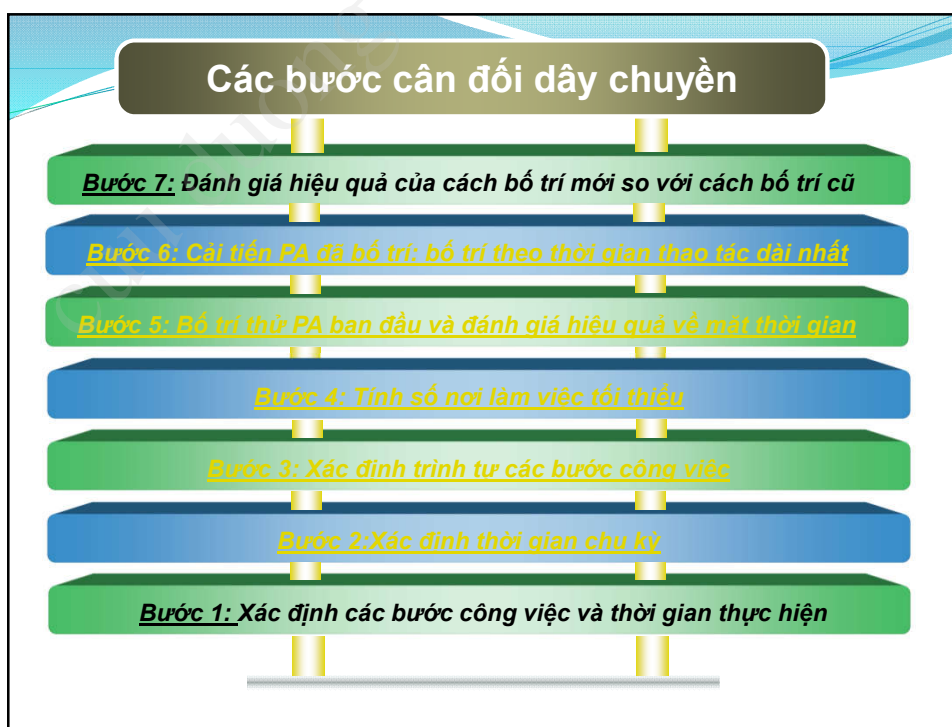 Các bước cân đối dây chuyền
Bước 7: Đánh giá hiệu quả của cách bố trí mới so với cách bố trí cũ
Bước 6: Cải tiến PA đã bố trí: bố trí theo thời gian thao tác dài nhất
Bước 5: Bố trí thử PA ban đầu và đánh giá hiệu quả về mặt thời gian
Bước 4: Tính số nơi làm việc tối thiểu
Bước 3: Xác định trình tự các bước công việc
Bước 2:Xác định thời gian chu kỳ
Bước 1: Xác định các bước công việc và thời gian thực hiện
cuu duong